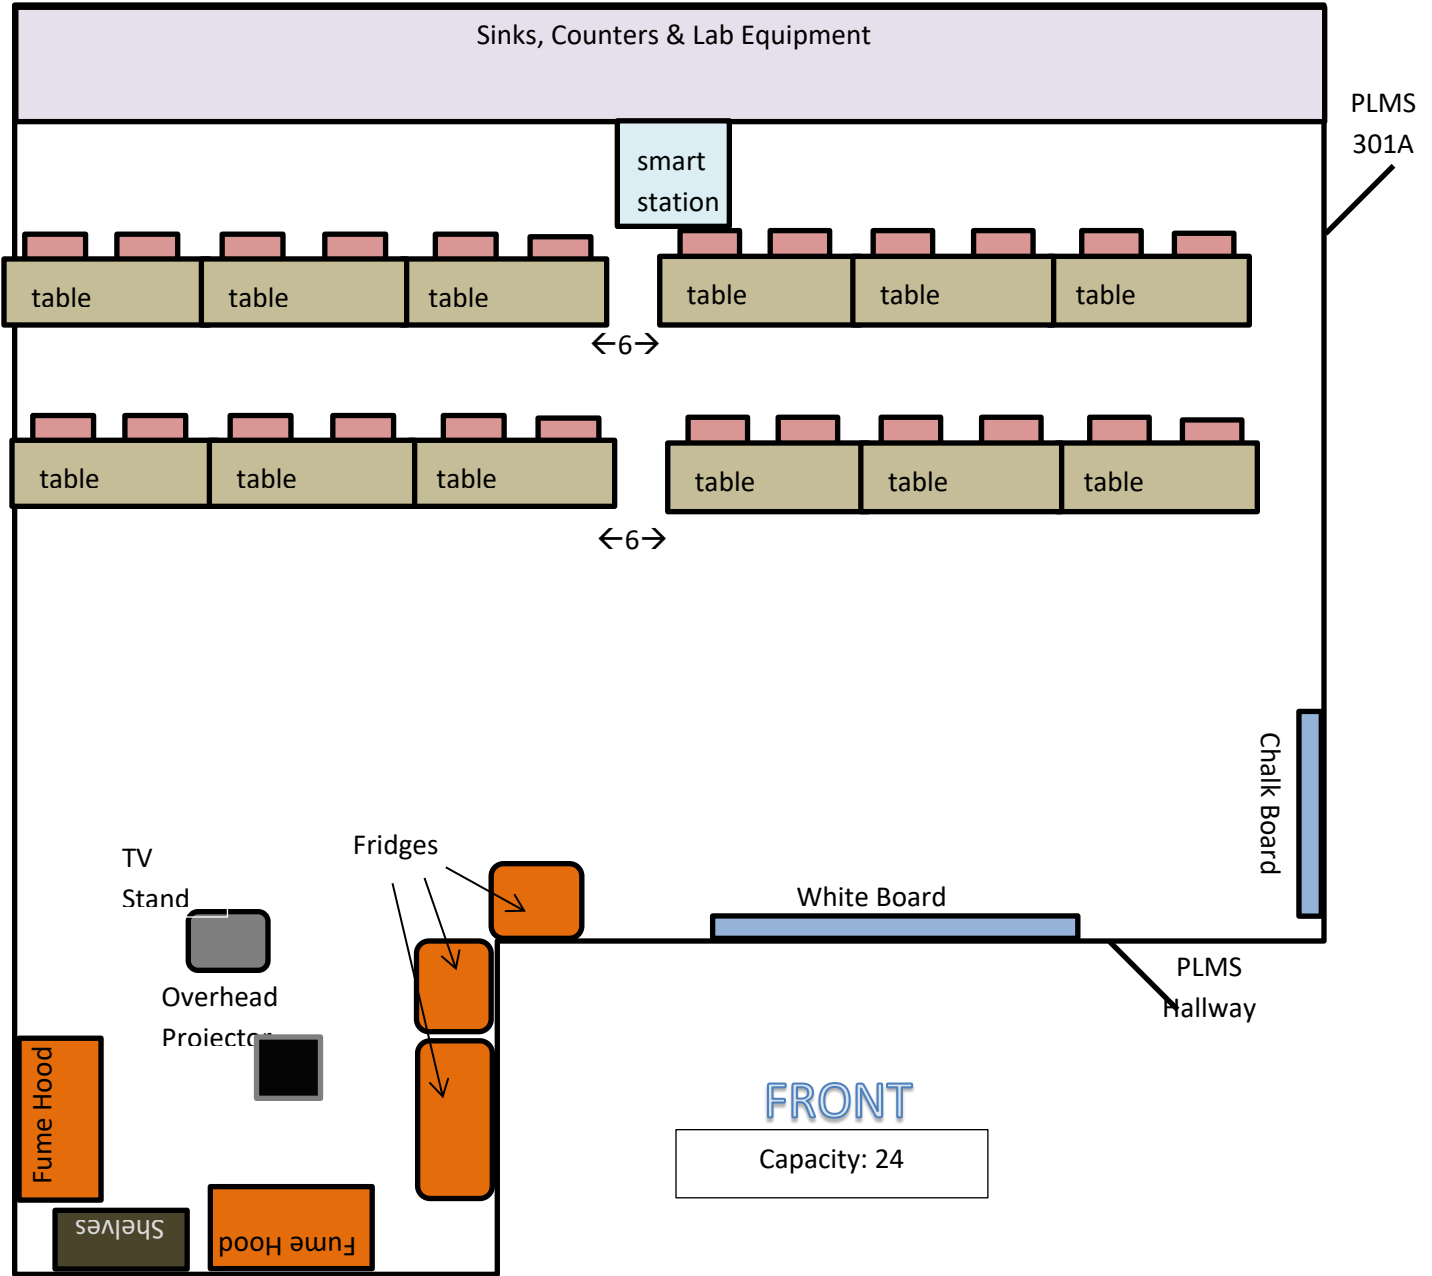 Sinks, Counters & Lab Equipment
PLMS
301A
smart
station
table
table
table
table
table
table
←6→
table
table
table
table
table
table
←6→
Chalk Board
Fridges
TV
Stand
White Board
PLMS
Hallway
Overhead
Projector
Fume Hood
FRONT
Capacity: 24
Shelves
Fume Hood